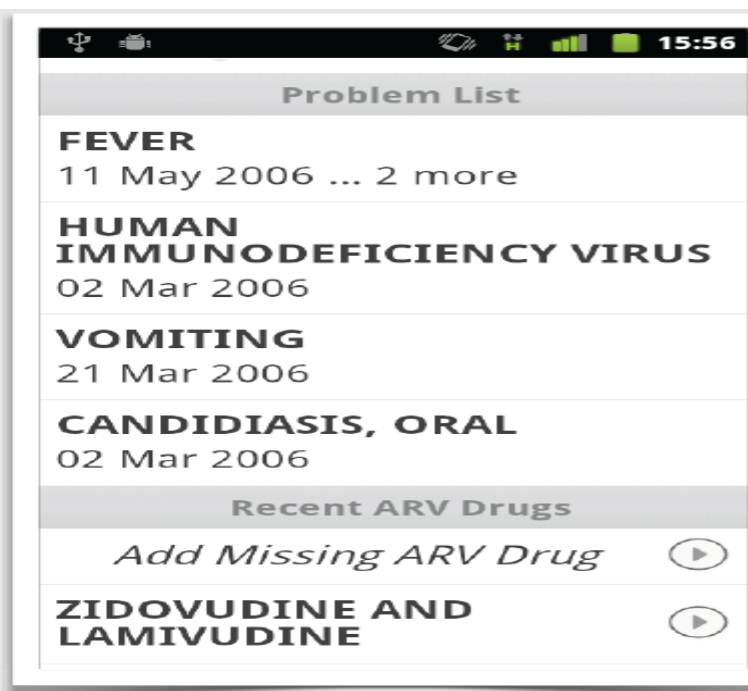 15:56
Problem List
FEVER
11 May 2006 ... 2 more
HUMAN
IMMUNODEFICIENCY VIRUS
02 Mar 2006
VOMITING
21 Mar 2006
CANDIDIASIS, ORAL
02 Mar 2006
Recent ARV Drugs
Add Missing ARV Drug
ZIDOVUDINE AND
LAMIVUDINE